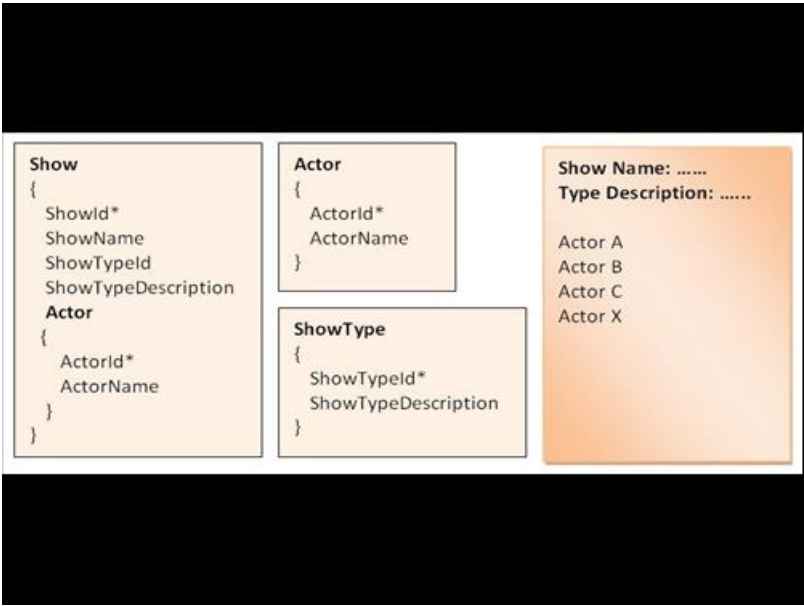 Show
{
ShowId*
ShowName
ShowTypeId
ShowTypeDescription
Actor
{
ActorId*
ActorName
}
}
Actor
{
ActorId*
ActorName
}
ShowType
{
ShowTypeId*
ShowTypeDescription
}
Show Name: ......
Type Description: ......
Actor A
Actor B
Actor C
Actor X